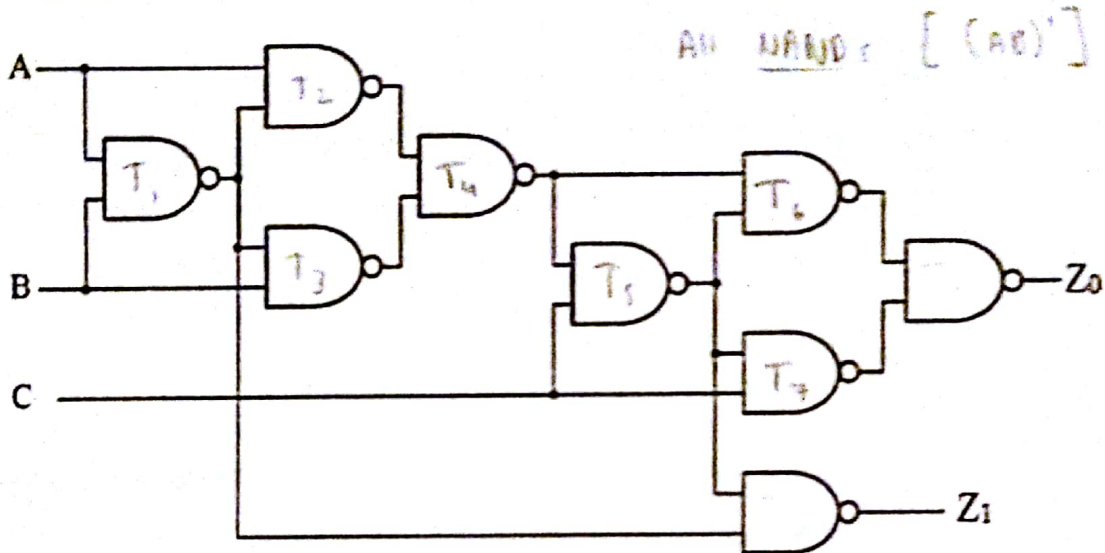 All NAND: [ (AB)' ]
A
T₂
T₁
T₄
T₆
B
T₃
T₅
Z₀
C
T₇
Z₁